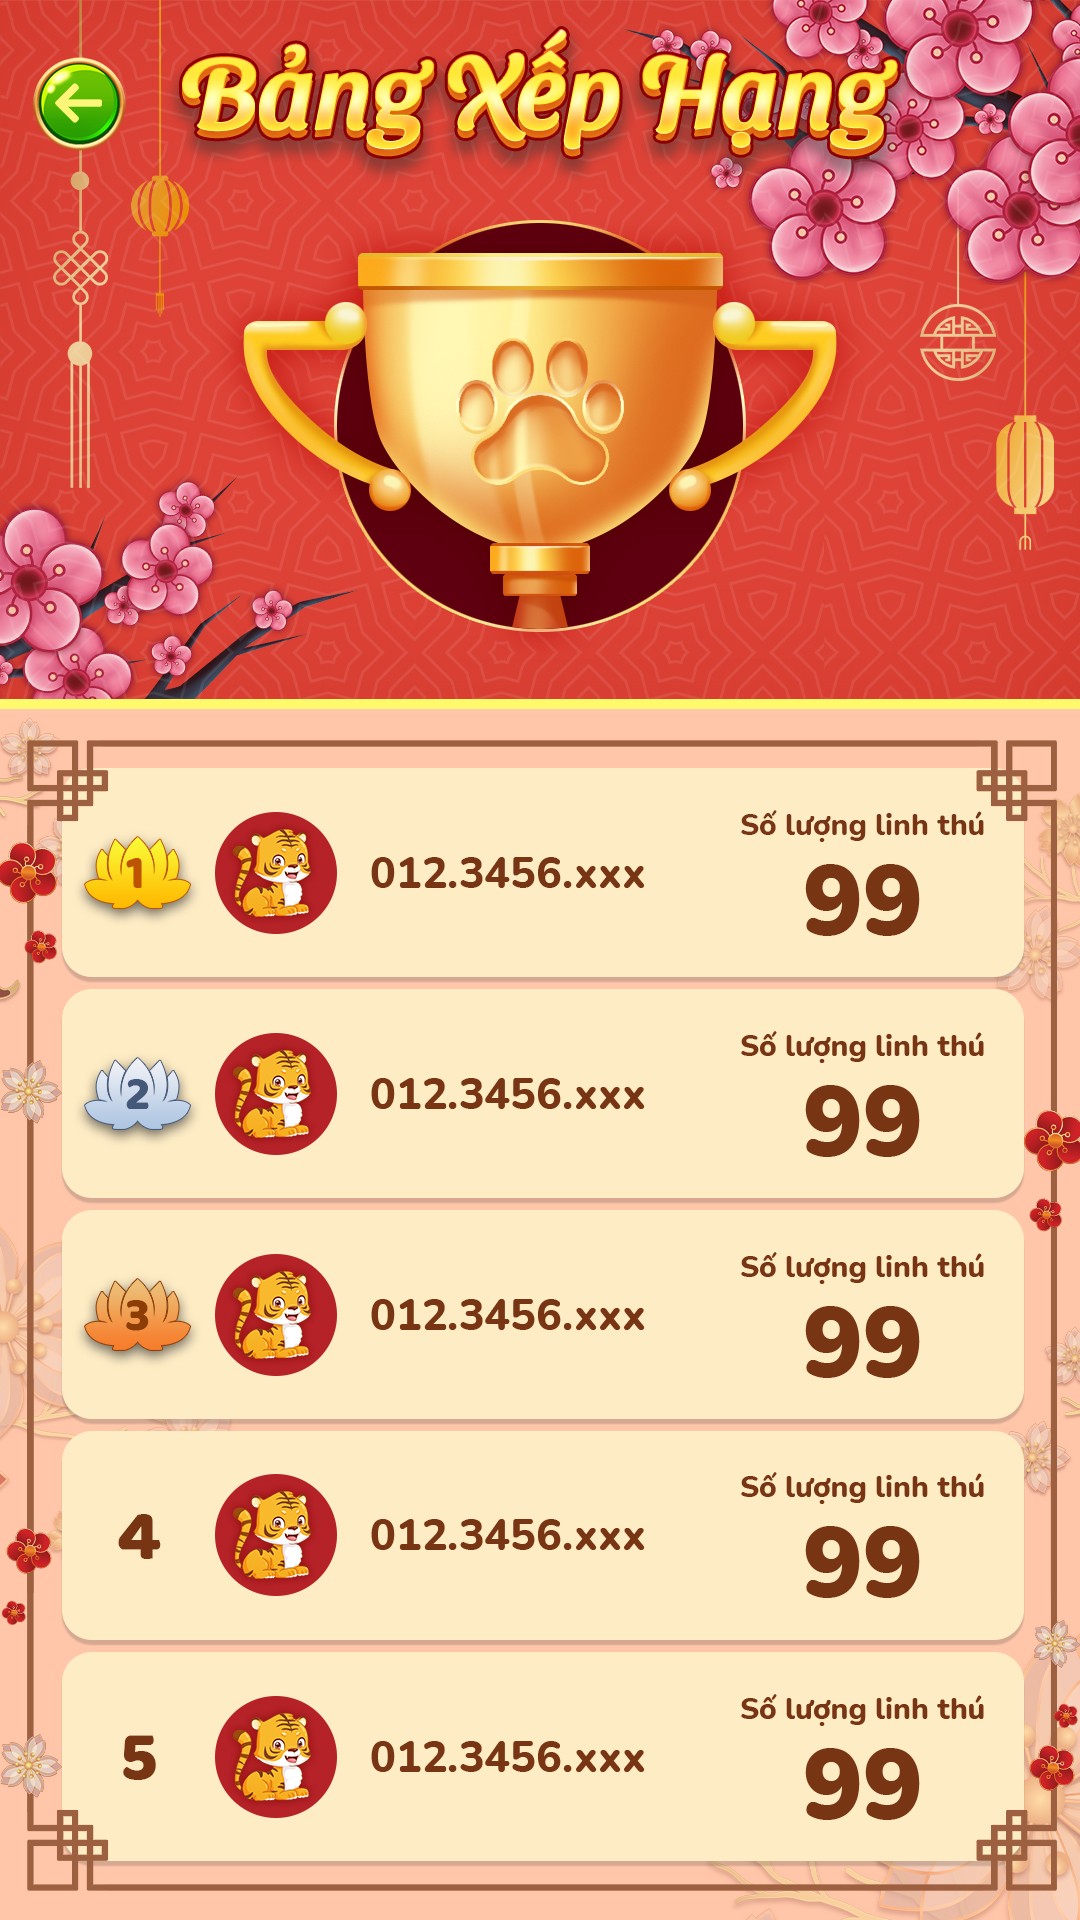 Bảng Xếp Hạng
Số lượng linh thú
1
012.3456.xxx
99
Số lượng linh thú
2
012.3456.xxx
99
Số lượng linh thú
3
012.3456.xxx
99
Số lượng linh thú
4
012.3456.xxx
99
Số lượng linh thú
5
012.3456.xxx
99